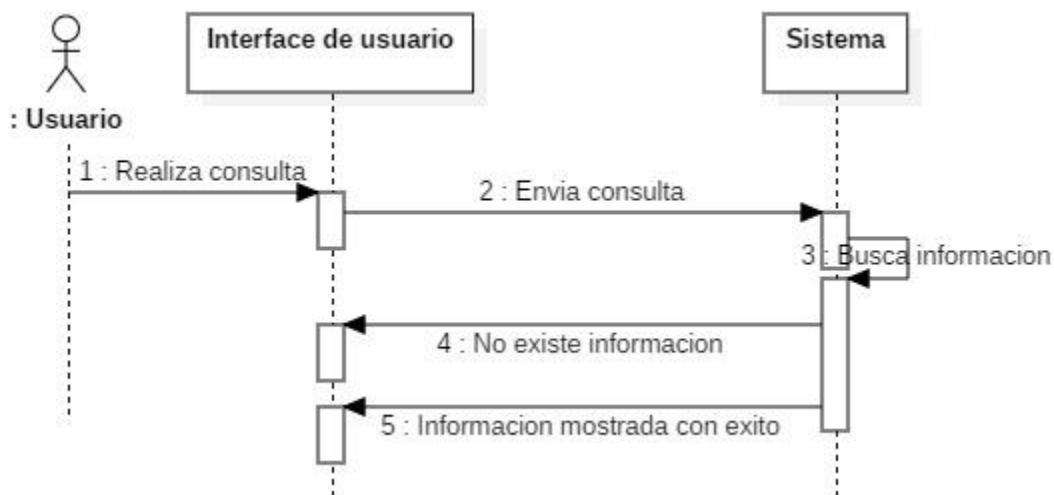 Interface de usuario
Sistema
: Usuario
1 : Realiza consulta
2 : Envia consulta
3 : Busca informacion
4 : No existe informacion
5 : Informacion mostrada con exito